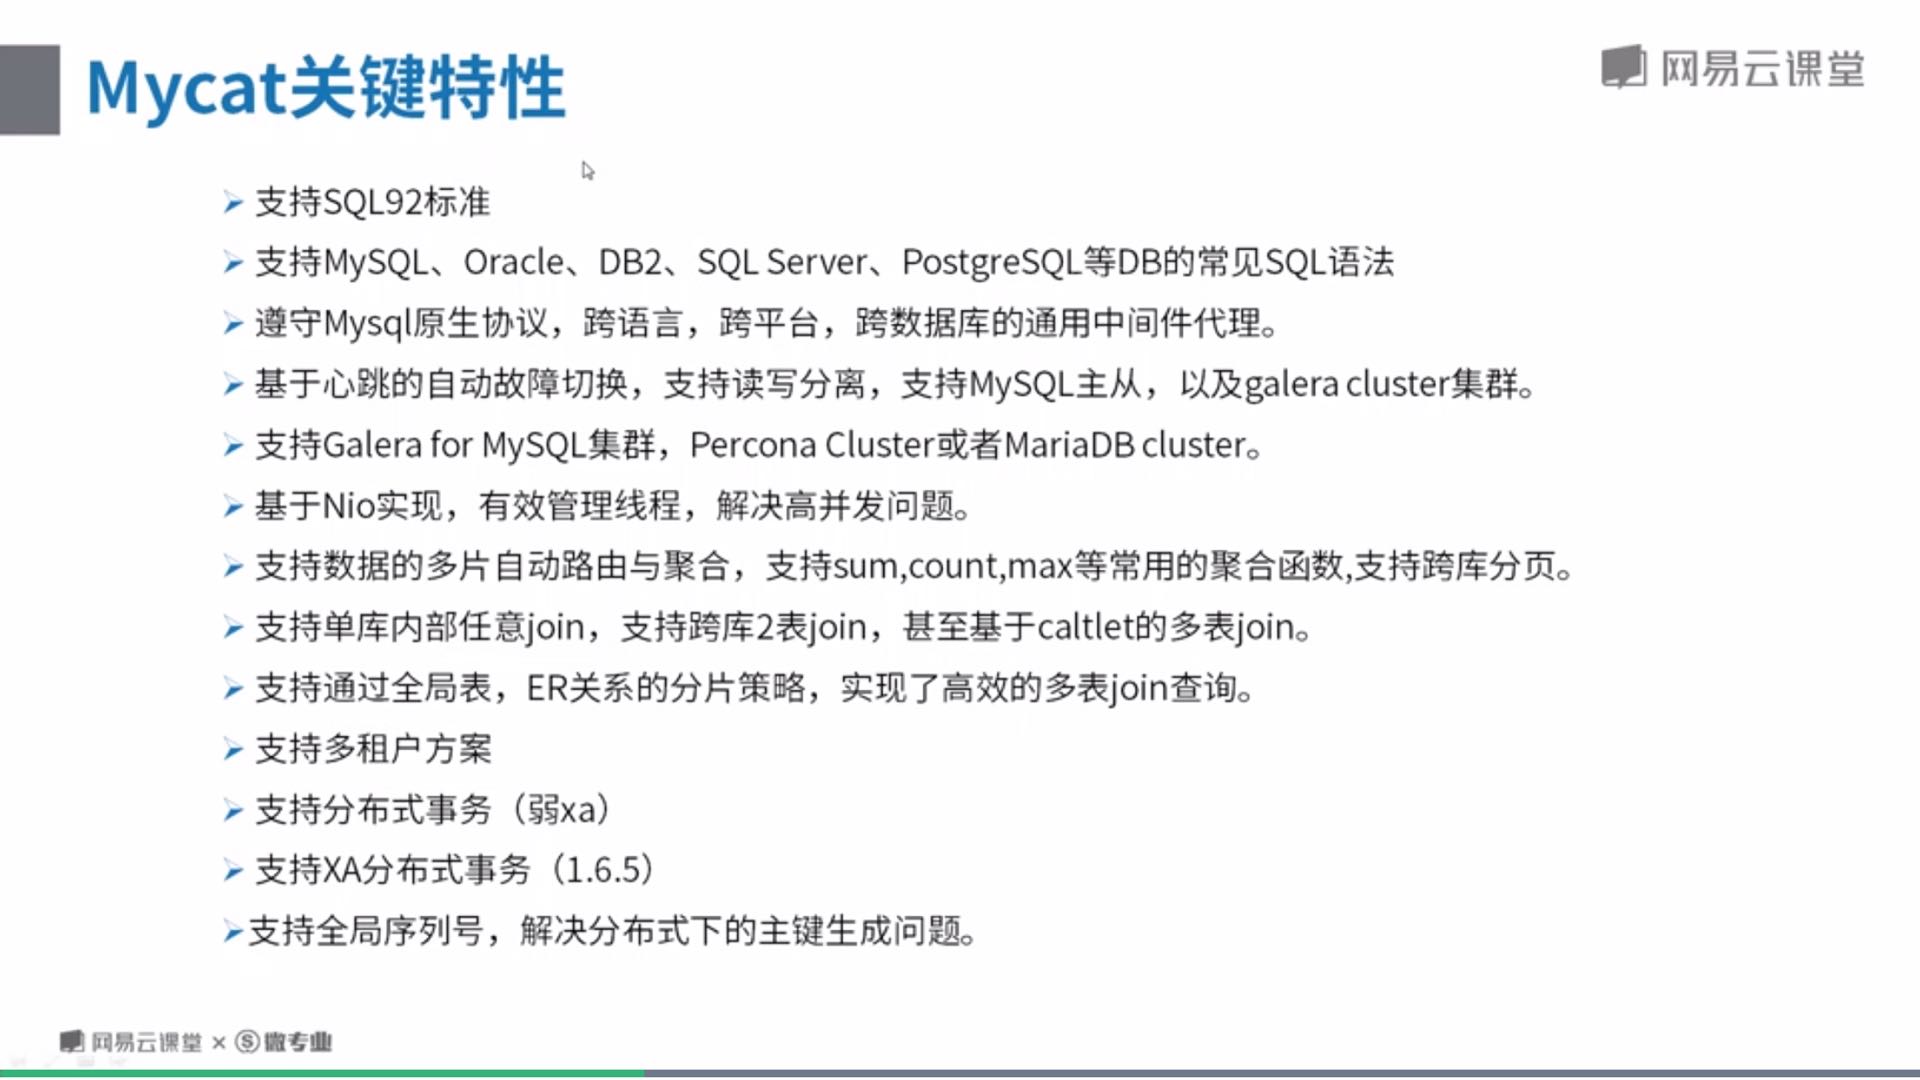 Mycat关键特性
网易云课堂
支持SQL92标准
支持MySQL、Oracle、DB2、SQL Server、PostgreSQL等DB的常见SQL语法
遵守Mysql原生协议，跨语言，跨平台，跨数据库的通用中间件代理。
基于心跳的自动故障切换，支持读写分离，支持MySQL主从，以及galera cluster集群。
支持Galera for MySQL集群，Percona Cluster或者MariaDB cluster。
基于Nio实现，有效管理线程，解决高并发问题。
支持数据的多片自动路由与聚合，支持sum,count,max等常用的聚合函数,支持跨库分页。
支持单库内部任意join，支持跨库2表join，甚至基于caltlet的多表join。
支持通过全局表，ER关系的分片策略，实现了高效的多表join查询。
支持多租户方案
支持分布式事务（弱xa）
支持XA分布式事务（1.6.5）
支持全局序列号，解决分布式下的主键生成问题。
网易云课堂 × Ⓢ微专业